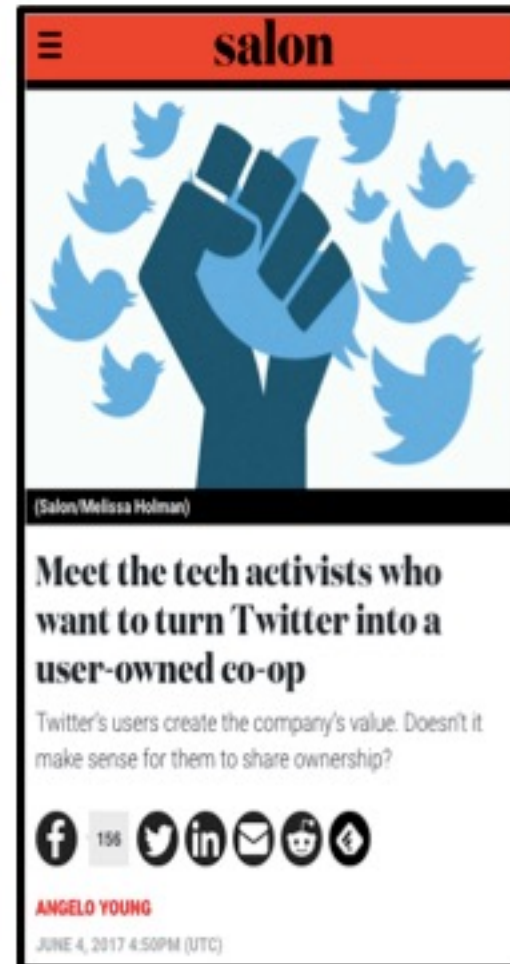 salon
(Salon/Melissa Holman)
Meet the tech activists who
want to turn Twitter into a
user-owned co-op
Twitter's users create the company's value. Doesn't it
make sense for them to share ownership?
156
ANGELO YOUNG
JUNE 4, 2017 4:50PM (UTC)